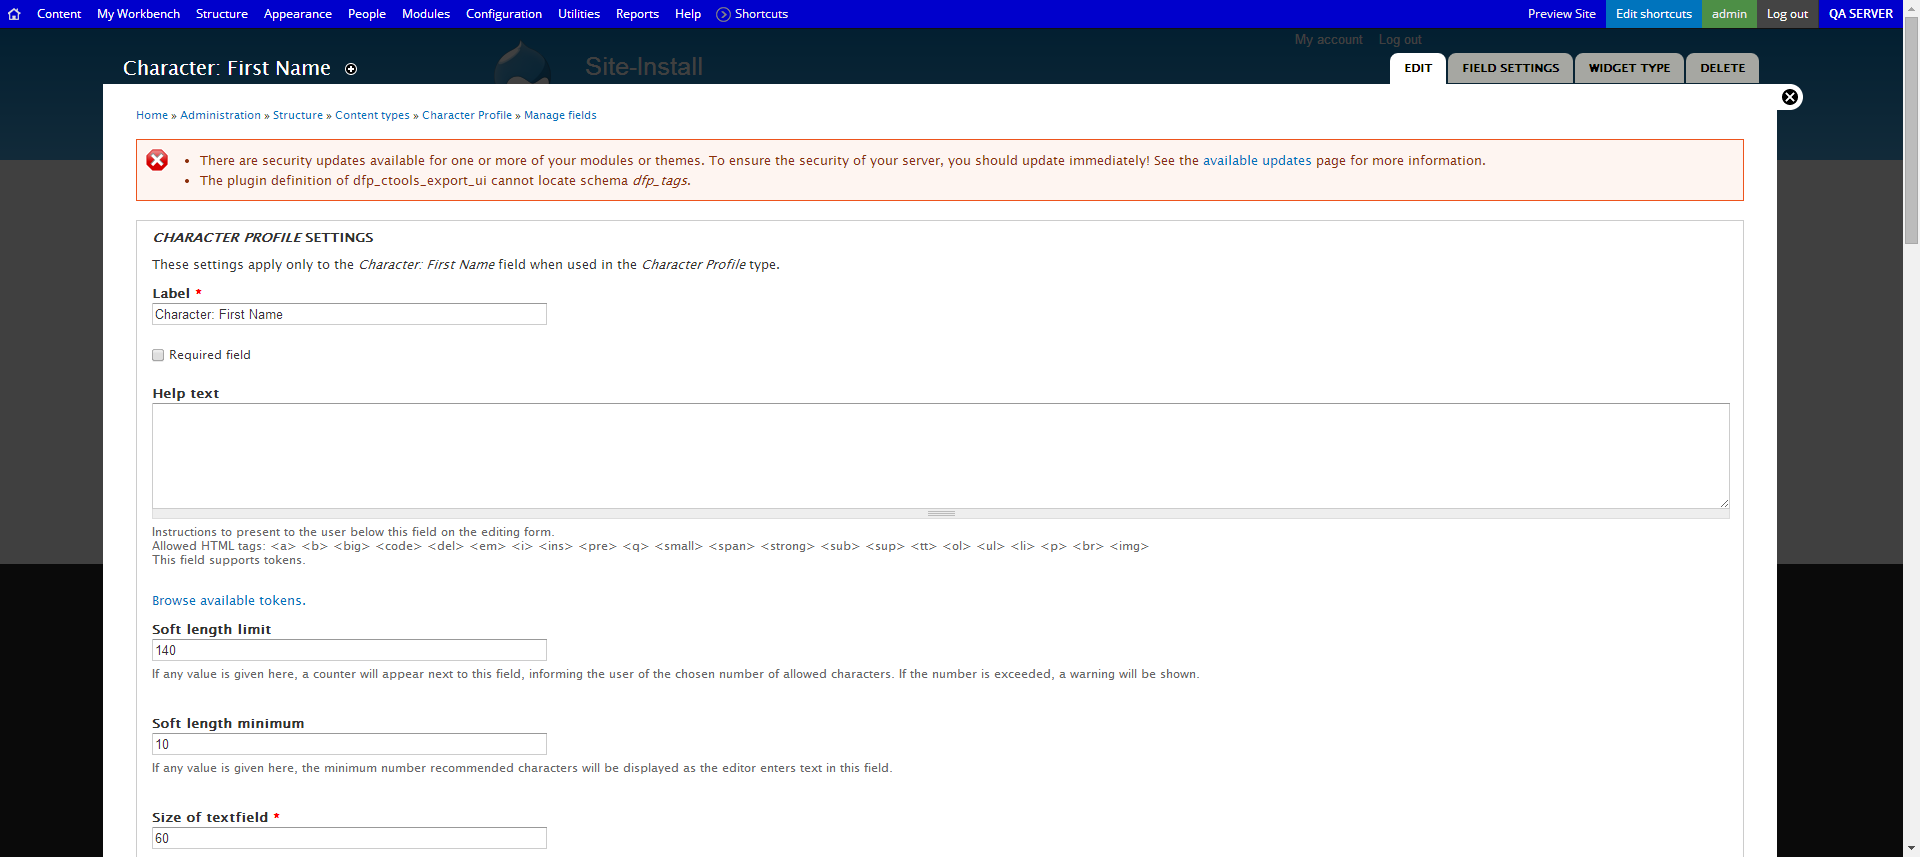 Content My Workbench Structure Appearance People Modules Configuration Utilities Reports Help Shortcuts Preview Site Edit shortcuts admin Log out QA SERVER
My account Log out
Character: First Name Site-Install EDIT FIELD SETTINGS WIDGET TYPE DELETE
Home » Administration » Structure » Content types » Character Profile » Manage fields
• There are security updates available for one or more of your modules or themes. To ensure the security of your server, you should update immediately! See the available updates page for more information.
• The plugin definition of dfp_ctools_export_ui cannot locate schema dfp_tags.
CHARACTER PROFILE SETTINGS
These settings apply only to the Character: First Name field when used in the Character Profile type.
Label *
Character: First Name
Required field
Help text
Instructions to present to the user below this field on the editing form.
Allowed HTML tags: <a> <b> <big> <code> <del> <em> <i> <ins> <pre> <q> <small> <span> <strong> <sub> <sup> <tt> <ol> <ul> <li> <p> <br> <img>
This field supports tokens.
Browse available tokens.
Soft length limit
140
If any value is given here, a counter will appear next to this field, informing the user of the chosen number of allowed characters. If the number is exceeded, a warning will be shown.
Soft length minimum
10
If any value is given here, the minimum number recommended characters will be displayed as the editor enters text in this field.
Size of textfield *
60